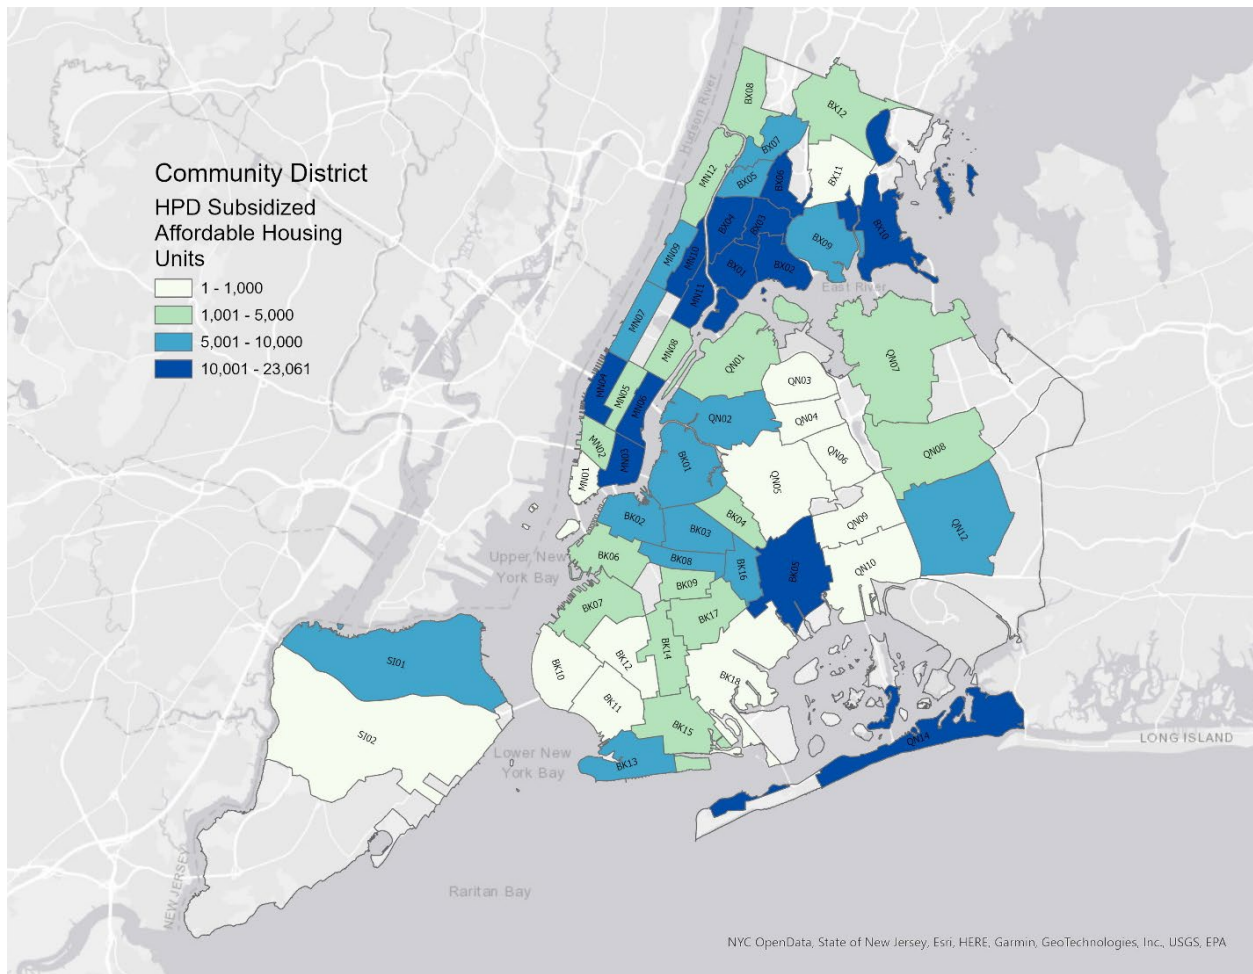 Community District
HPD Subsidized
Affordable Housing
Units
1 - 1,000
1,001 - 5,000
5,001 - 10,000
10,001 - 23,061
Hudson River
East River
Upper New
York Bay
Lower New
York Bay
Raritan Bay
NEW JERSEY
LONG ISLAND
BX08
BX12
BX07
MN12
BX05
BX06
BX11
BX04
BX03
BX10
MN09
MN10
BX09
BX01
BX02
MN11
MN07
MN08
QN01
QN07
MN04
MN05
MN06
QN03
QN02
QN04
MN02
MN03
BK01
QN06
QN08
MN01
QN05
BK04
QN09
QN12
BK02
BK03
BK06
BK08
BK16
BK05
QN10
BK09
BK07
BK17
BK12
BK14
BK10
BK18
BK11
BK15
BK13
QN14
SI01
SI02
NYC OpenData, State of New Jersey, Esri, HERE, Garmin, GeoTechnologies, Inc., USGS, EPA